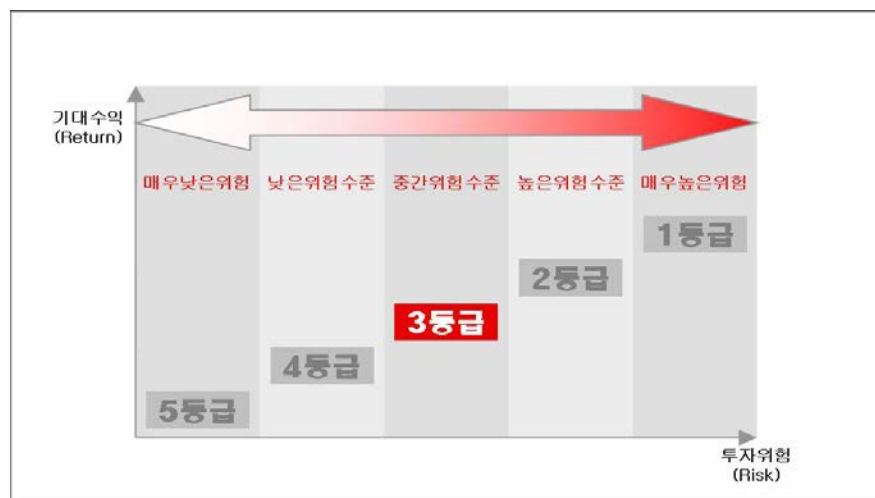 기대수익
(Return)
매우낮은위험 낮은위험수준 중간위험수준 높은위험수준 매우높은위험
1등급
2등급
3등급
4등급
5등급
투자위험
(Risk)